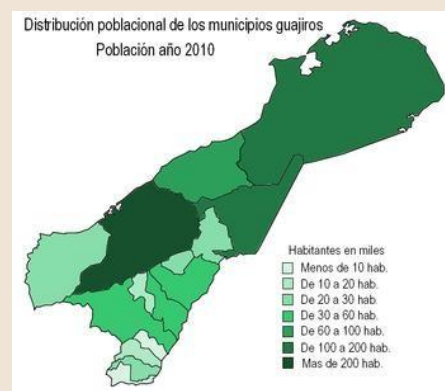 Distribución poblacional de los municipios guajiros
Población año 2010
Habitantes en miles
Menos de 10 hab.
De 10 a 20 hab.
De 20 a 30 hab.
De 30 a 60 hab.
De 60 a 100 hab.
De 100 a 200 hab.
Mas de 200 hab.